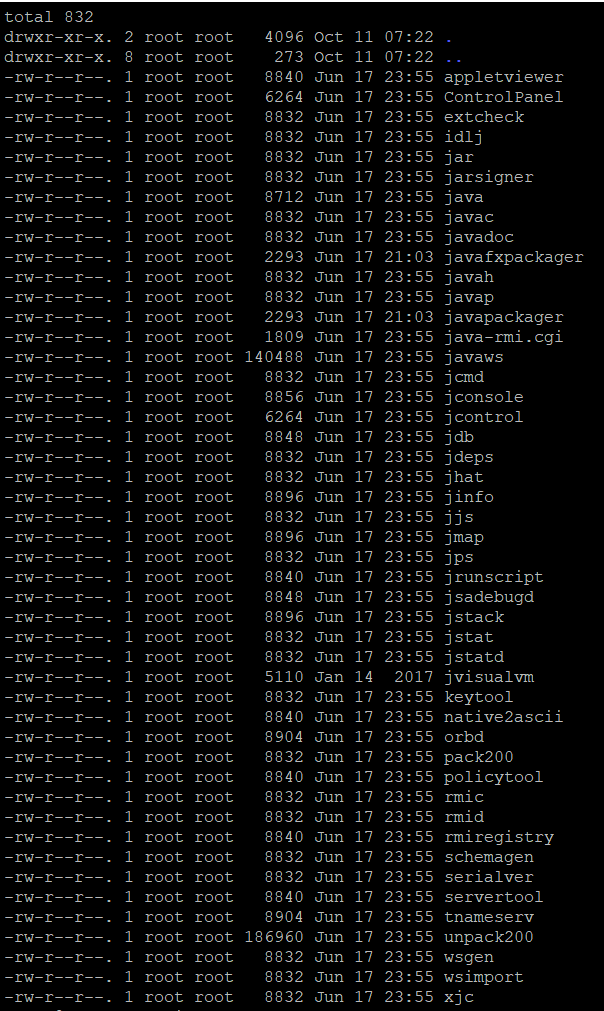 total 832
drwxr-xr-x. 2 root root   4096 Oct 11 07:22 .
drwxr-xr-x. 8 root root    273 Oct 11 07:22 ..
-rw-r--r--. 1 root root   8840 Jun 17 23:55 appletviewer
-rw-r--r--. 1 root root   6264 Jun 17 23:55 ControlPanel
-rw-r--r--. 1 root root   8832 Jun 17 23:55 extcheck
-rw-r--r--. 1 root root   8832 Jun 17 23:55 idlj
-rw-r--r--. 1 root root   8832 Jun 17 23:55 jar
-rw-r--r--. 1 root root   8832 Jun 17 23:55 jarsigner
-rw-r--r--. 1 root root   8712 Jun 17 23:55 java
-rw-r--r--. 1 root root   8832 Jun 17 23:55 javac
-rw-r--r--. 1 root root   8832 Jun 17 23:55 javadoc
-rw-r--r--. 1 root root   2293 Jun 17 21:03 javafxpackager
-rw-r--r--. 1 root root   8832 Jun 17 23:55 javah
-rw-r--r--. 1 root root   8832 Jun 17 23:55 javap
-rw-r--r--. 1 root root   2293 Jun 17 21:03 javapackager
-rw-r--r--. 1 root root   1809 Jun 17 23:55 java-rmi.cgi
-rw-r--r--. 1 root root 140488 Jun 17 23:55 javaws
-rw-r--r--. 1 root root   8832 Jun 17 23:55 jcmd
-rw-r--r--. 1 root root   8856 Jun 17 23:55 jconsole
-rw-r--r--. 1 root root   6264 Jun 17 23:55 jcontrol
-rw-r--r--. 1 root root   8848 Jun 17 23:55 jdb
-rw-r--r--. 1 root root   8832 Jun 17 23:55 jdeps
-rw-r--r--. 1 root root   8832 Jun 17 23:55 jhat
-rw-r--r--. 1 root root   8896 Jun 17 23:55 jinfo
-rw-r--r--. 1 root root   8832 Jun 17 23:55 jjs
-rw-r--r--. 1 root root   8896 Jun 17 23:55 jmap
-rw-r--r--. 1 root root   8832 Jun 17 23:55 jps
-rw-r--r--. 1 root root   8840 Jun 17 23:55 jrunscript
-rw-r--r--. 1 root root   8848 Jun 17 23:55 jsadebugd
-rw-r--r--. 1 root root   8896 Jun 17 23:55 jstack
-rw-r--r--. 1 root root   8832 Jun 17 23:55 jstat
-rw-r--r--. 1 root root   8832 Jun 17 23:55 jstatd
-rw-r--r--. 1 root root   5110 Jan 14  2017 jvisualvm
-rw-r--r--. 1 root root   8832 Jun 17 23:55 keytool
-rw-r--r--. 1 root root   8840 Jun 17 23:55 native2ascii
-rw-r--r--. 1 root root   8904 Jun 17 23:55 orbd
-rw-r--r--. 1 root root   8832 Jun 17 23:55 pack200
-rw-r--r--. 1 root root   8840 Jun 17 23:55 policytool
-rw-r--r--. 1 root root   8832 Jun 17 23:55 rmic
-rw-r--r--. 1 root root   8832 Jun 17 23:55 rmid
-rw-r--r--. 1 root root   8840 Jun 17 23:55 rmiregistry
-rw-r--r--. 1 root root   8832 Jun 17 23:55 schemagen
-rw-r--r--. 1 root root   8832 Jun 17 23:55 serialver
-rw-r--r--. 1 root root   8840 Jun 17 23:55 servertool
-rw-r--r--. 1 root root   8904 Jun 17 23:55 tnameserv
-rw-r--r--. 1 root root 186960 Jun 17 23:55 unpack200
-rw-r--r--. 1 root root   8832 Jun 17 23:55 wsgen
-rw-r--r--. 1 root root   8832 Jun 17 23:55 wsimport
-rw-r--r--. 1 root root   8832 Jun 17 23:55 xjc